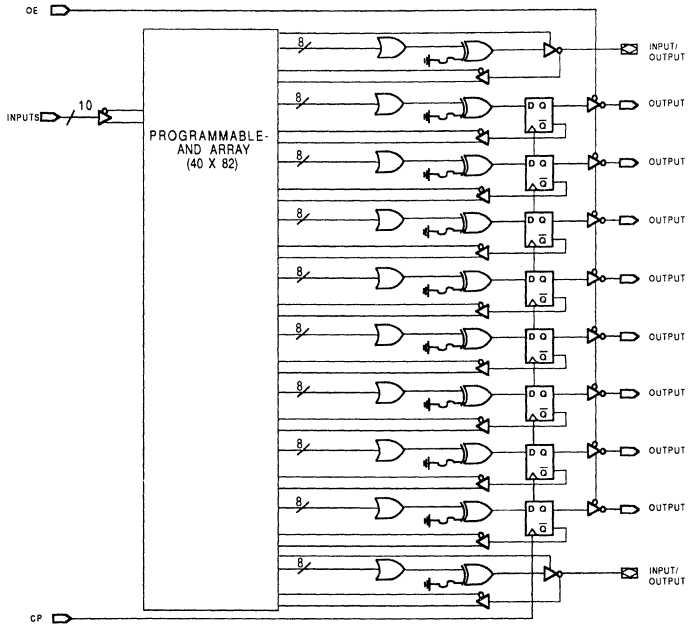 OE
8
INPUT/
OUTPUT
10
INPUTS
PROGRAMMABLE-
AND ARRAY
(40 X 82)
8
D Q
Q̅
OUTPUT
8
D Q
Q̅
OUTPUT
8
D Q
Q̅
OUTPUT
8
D Q
Q̅
OUTPUT
8
D Q
Q̅
OUTPUT
8
D Q
Q̅
OUTPUT
8
D Q
Q̅
OUTPUT
8
D Q
Q̅
OUTPUT
8
INPUT/
OUTPUT
CP